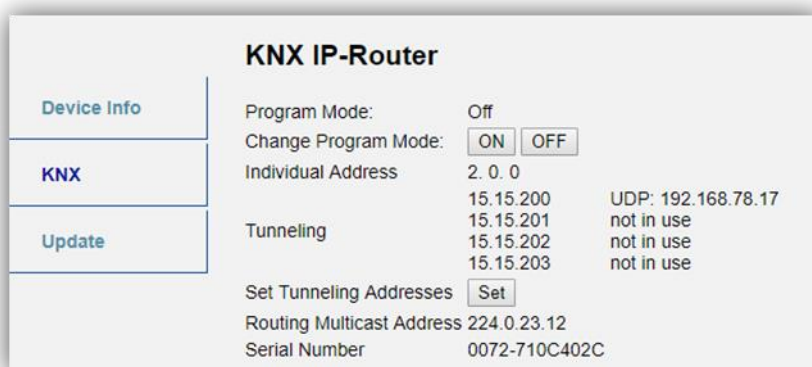 KNX IP-Router
Device Info
KNX
Update
Program Mode: Off
Change Program Mode: ON OFF
Individual Address 2. 0. 0
Tunneling
15.15.200 UDP: 192.168.78.17
15.15.201 not in use
15.15.202 not in use
15.15.203 not in use
Set Tunneling Addresses Set
Routing Multicast Address 224.0.23.12
Serial Number 0072-710C402C